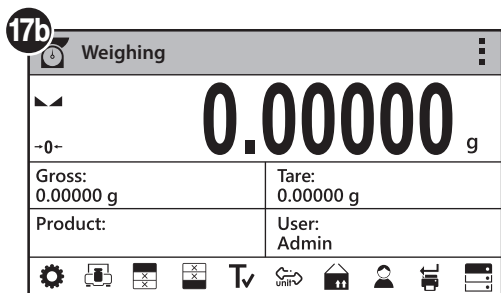 17b
Weighing
→0←
0.00000 g
Gross:
0.00000 g
Tare:
0.00000 g
Product:
User:
Admin
T✓
unit